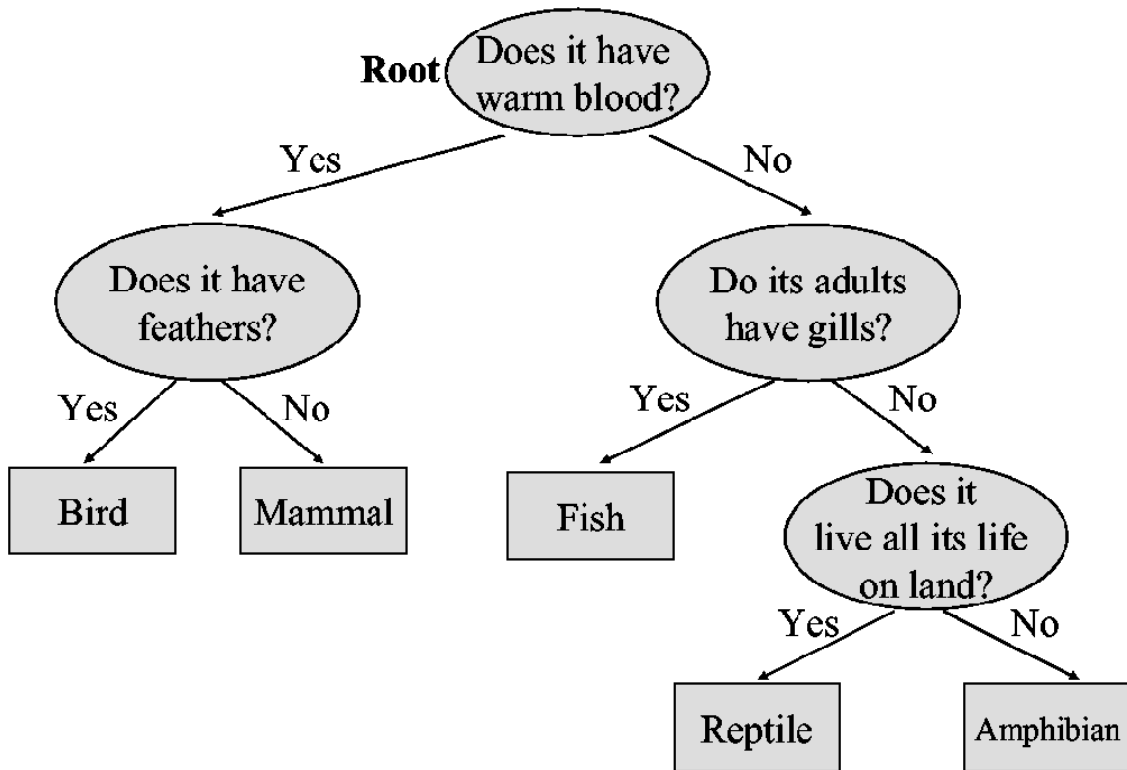 Root
Does it have
warm blood?
Yes
No
Does it have
feathers?
Do its adults
have gills?
Yes
No
Yes
No
Bird
Mammal
Fish
Does it
live all its life
on land?
Yes
No
Reptile
Amphibian